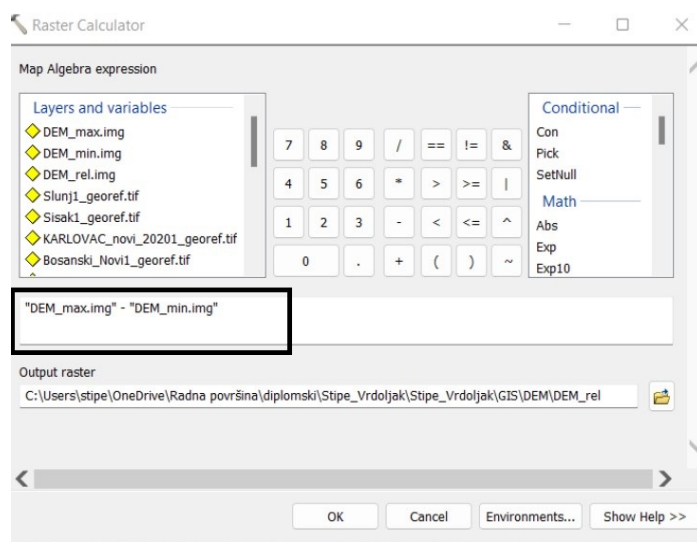 Raster Calculator
Map Algebra expression
Layers and variables
DEM_max.img
DEM_min.img
DEM_rel.img
Slunj1_georef.tif
Sisak1_georef.tif
KARLOVAC_novi_20201_georef.tif
Bosanski_Novi1_georef.tif
7 8 9 / == != &
4 5 6 * > >= |
1 2 3 - < <= ^
0 . + ( ) ~
Conditional
Con
Pick
SetNull
Math
Abs
Exp
Exp10
"DEM_max.img" - "DEM_min.img"
Output raster
C:\Users\stipe\OneDrive\Radna površina\diplomski\Stipe_Vrdoljak\Stipe_Vrdoljak\GIS\DEM\DEM_rel
OK Cancel Environments... Show Help >>